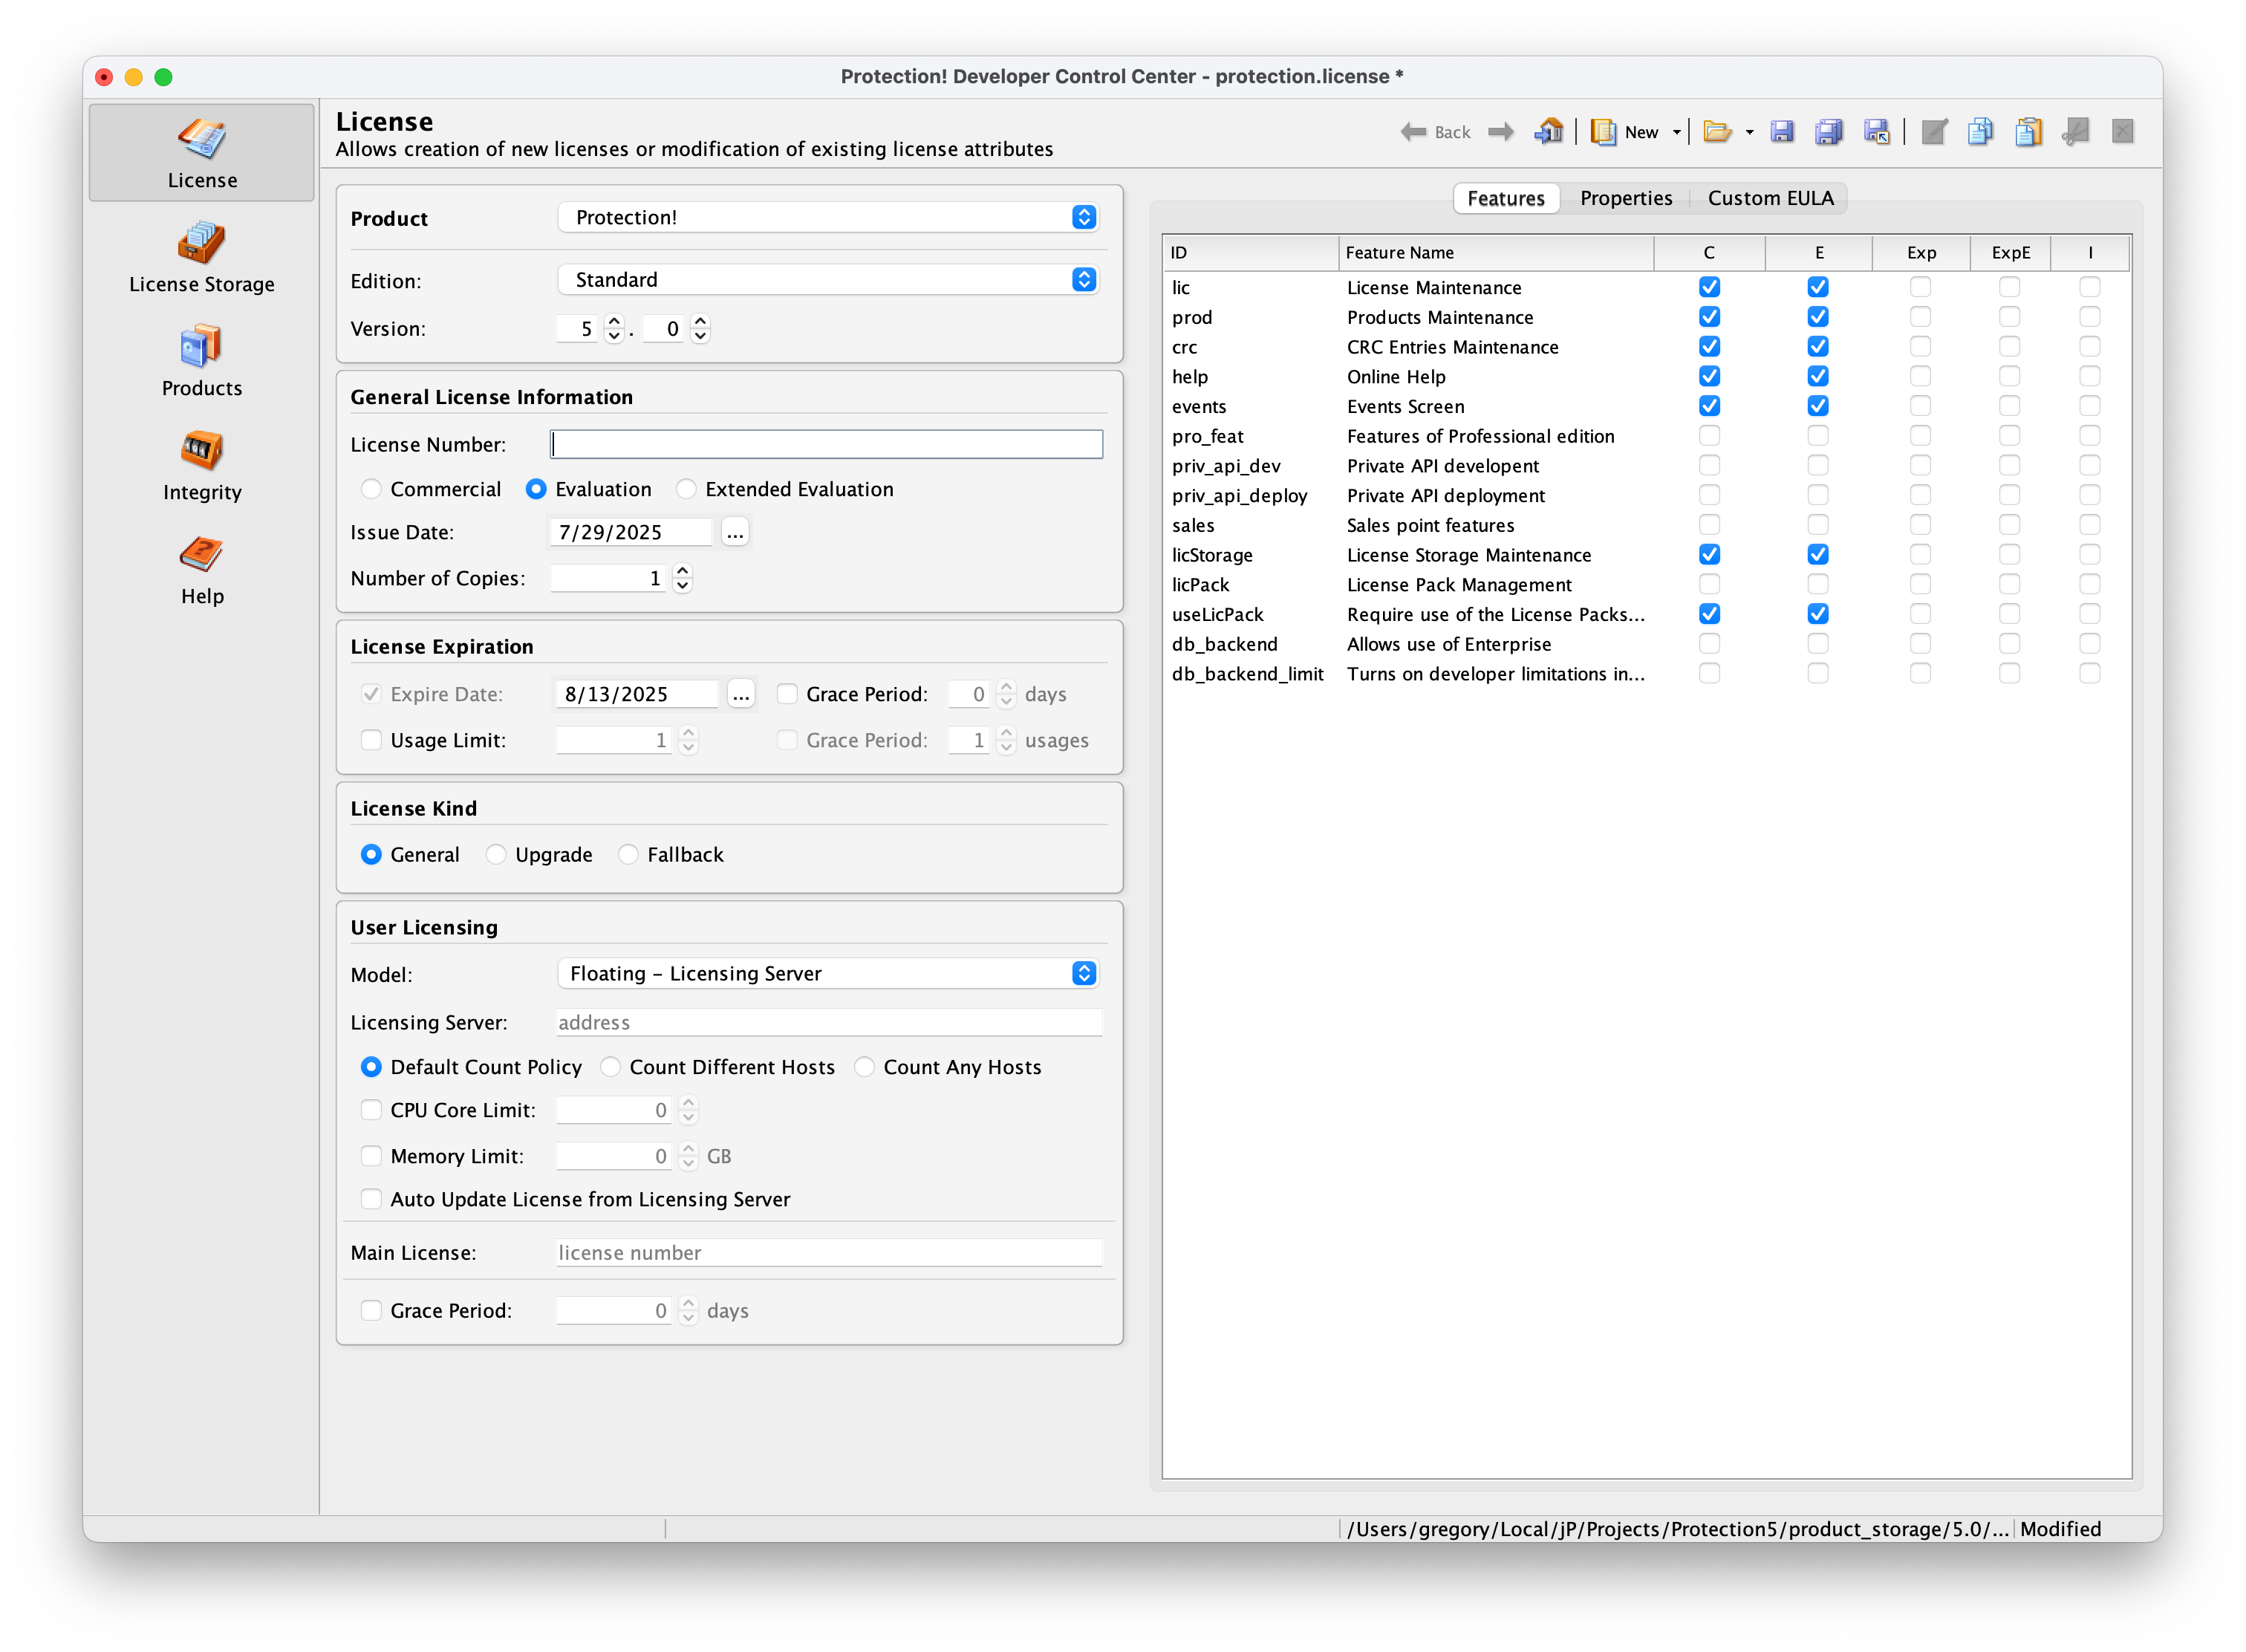 Protection! Developer Control Center - protection.license *
License
License Storage
Products
Integrity
Help
License
Allows creation of new licenses or modification of existing license attributes
Back
New
Product
Protection!
Edition:
Standard
Version:
5 . 0
General License Information
License Number:
Commercial Evaluation Extended Evaluation
Issue Date: 7/29/2025 ...
Number of Copies: 1
License Expiration
Expire Date: 8/13/2025 ... Grace Period: 0 days
Usage Limit: 1 Grace Period: 1 usages
License Kind
General Upgrade Fallback
User Licensing
Model: Floating – Licensing Server
Licensing Server: address
Default Count Policy Count Different Hosts Count Any Hosts
CPU Core Limit: 0
Memory Limit: 0 GB
Auto Update License from Licensing Server
Main License: license number
Grace Period: 0 days
Features Properties Custom EULA
ID Feature Name C E Exp ExpE I
lic License Maintenance
prod Products Maintenance
crc CRC Entries Maintenance
help Online Help
events Events Screen
pro_feat Features of Professional edition
priv_api_dev Private API developent
priv_api_deploy Private API deployment
sales Sales point features
licStorage License Storage Maintenance
licPack License Pack Management
useLicPack Require use of the License Packs...
db_backend Allows use of Enterprise
db_backend_limit Turns on developer limitations in...
/Users/gregory/Local/jP/Projects/Protection5/product_storage/5.0/... Modified